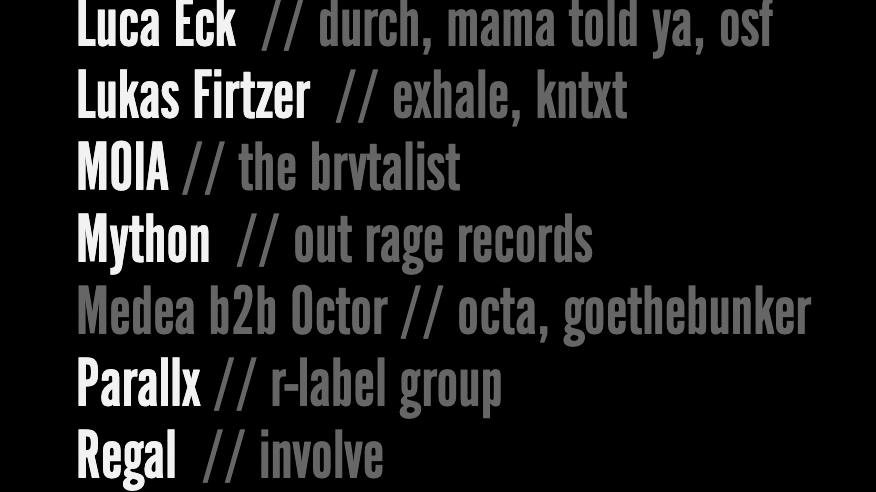 Luca Eck // durch, mama told ya, osf
Lukas Firtzer // exhale, kntxt
MOIA // the brvtalist
Mython // out rage records
Medea b2b Octor // octa, goethebunker
Parallx // r-label group
Regal // involve